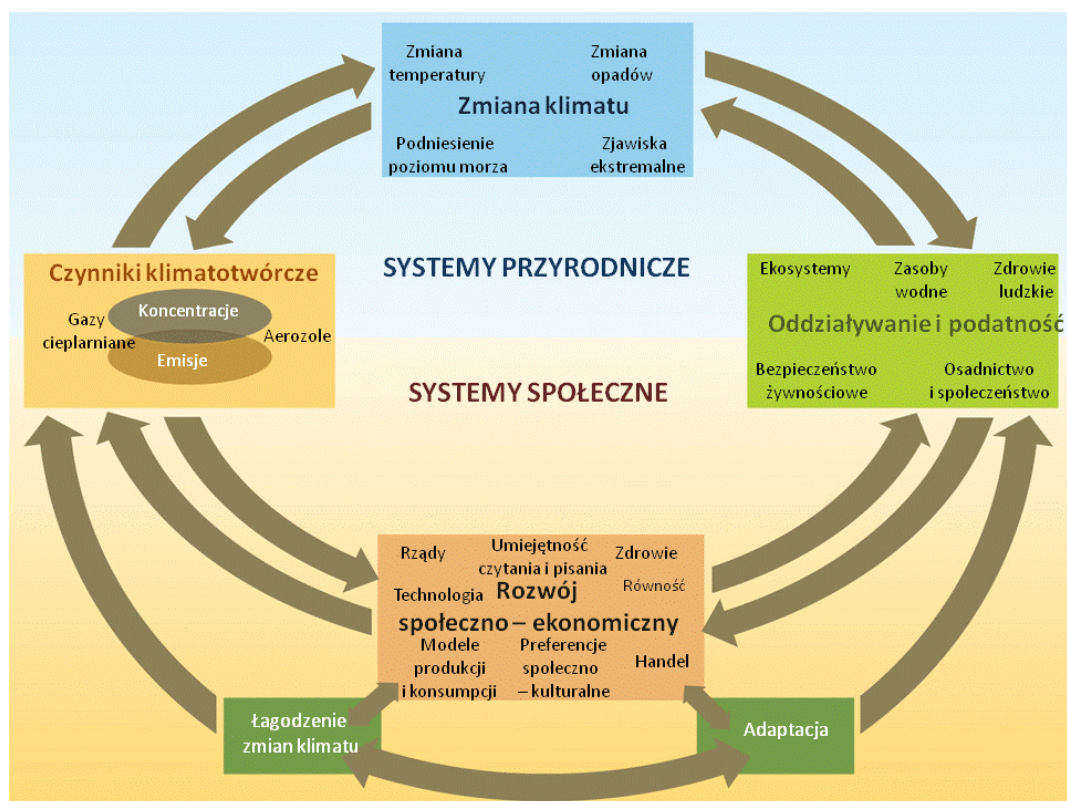 Zmiana
temperatury
Zmiana
opadów
Zmiana klimatu
Podniesienie
poziomu morza
Zjawiska
ekstremalne
Czynniki klimatotwórcze
Koncentracje
Gazy
cieplarniane
Aerozole
Emisje
SYSTEMY PRZYRODNICZE
SYSTEMY SPOŁECZNE
Ekosystemy
Zasoby
wodne
Zdrowie
ludzkie
Oddziaływanie i podatność
Bezpieczeństwo
żywnościowe
Osadnictwo
i społeczeństwo
Rządy
Umiejętność
czytania i pisania
Zdrowie
Technologia
Rozwój
Równość
społeczno – ekonomiczny
Modele
produkcji
i konsumpcji
Preferencje
społeczno
– kulturalne
Handel
Łagodzenie
zmian klimatu
Adaptacja